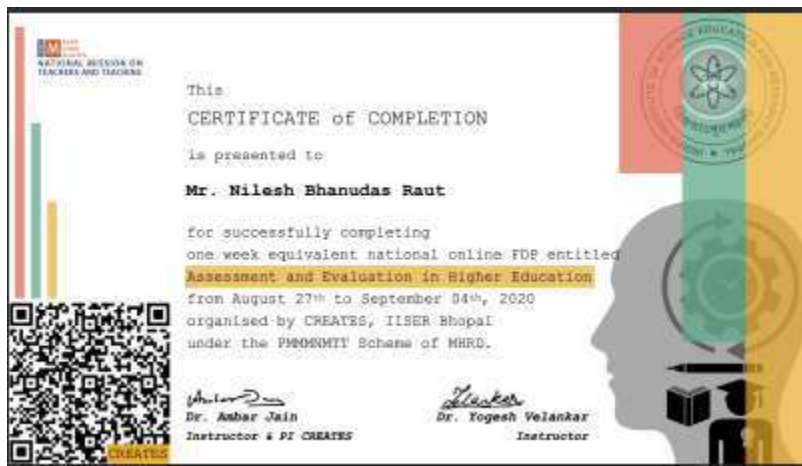 NATIONAL MISSION ON
TEACHERS AND TEACHING
This
CERTIFICATE of COMPLETION
is presented to
Mr. Nilesh Bhanudas Raut
for successfully completing
one week equivalent national online FDP entitled
Assessment and Evaluation in Higher Education
from August 27th to September 04th, 2020
organised by CREATES, IISER Bhopal
under the PMMMNMTT Scheme of MHRD.
Dr. Ambar Jain
Instructor & PI CREATES
Dr. Yogesh Velankar
Instructor
CREATES